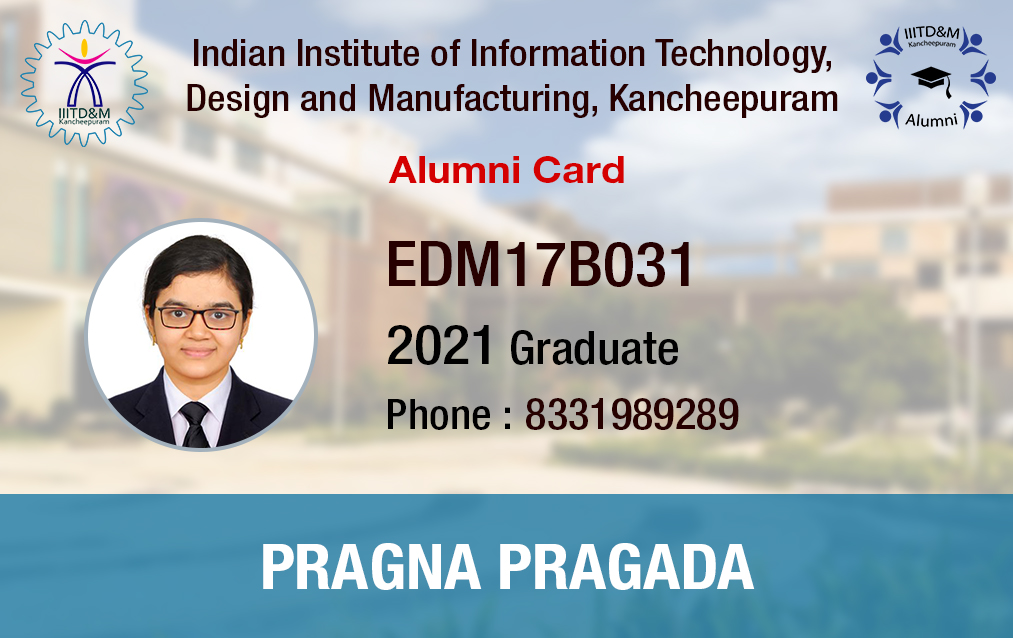 IIITD&M
Kancheepuram
Indian Institute of Information Technology,
Design and Manufacturing, Kancheepuram
IIITD&M
Kancheepuram
Alumni
Alumni Card
EDM17B031
2021 Graduate
Phone : 8331989289
PRAGNA PRAGADA